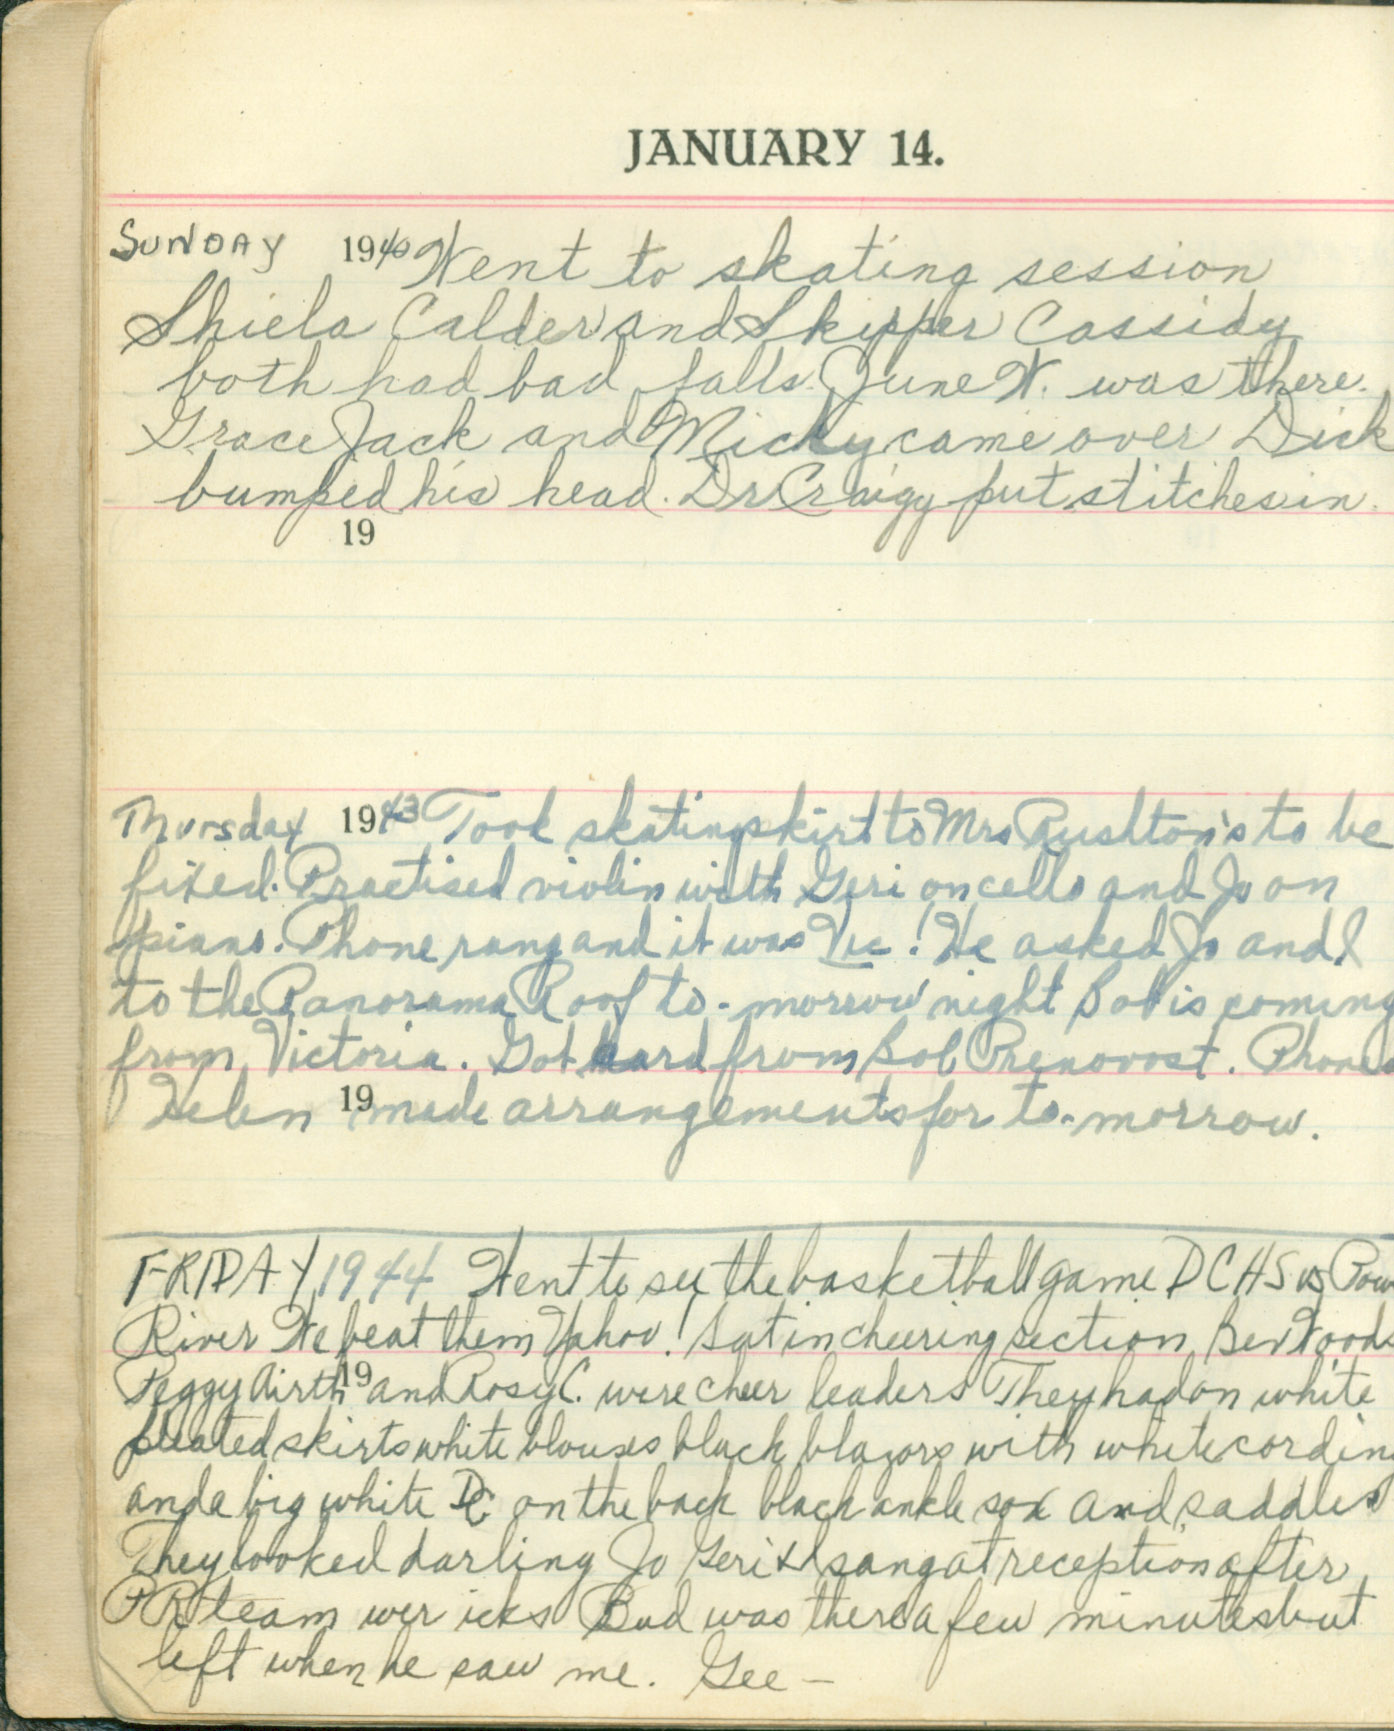 JANUARY 14.
SUNDAY 1940 Went to skating session
Shiela Calder and Skipper Cassidy
both had bad falls. June W. was there.
Grace Jack and Micky came over Dick
bumped his head. Dr Craigy put stitches in.
19
Thursday 1943 Took skating skirt to Mrs Rushton's to be
fixed. Practised violin with Geri on cello and Jo on
piano. Phone rang and it was Vic! He asked Jo and I
to the Panorama Roof to-morrow night Bob is coming
from Victoria. Got card from Bob Prenovost. Phoned
Helen 19 made arrangements for to-morrow.
FRIDAY 1944 Went to see the basketball game DCHS vs Pow
River We beat them Yahov! Sat in cheering section Bev Woods
Peggy Airth 19 and Rosy C. were cheer leaders They had on white
pleated skirts white blouses black blazors with white cording
and a big white DC on the back black ankle sox and saddles
They looked darling Jo Geri & I sang at reception after
PR team wer icks Bud was there a few minutes but
left when he saw me. Gee —